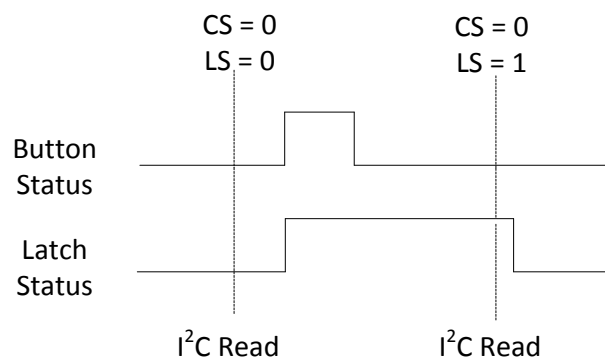 CS = 0
LS = 0
CS = 0
LS = 1
Button
Status
Latch
Status
I²C Read
I²C Read